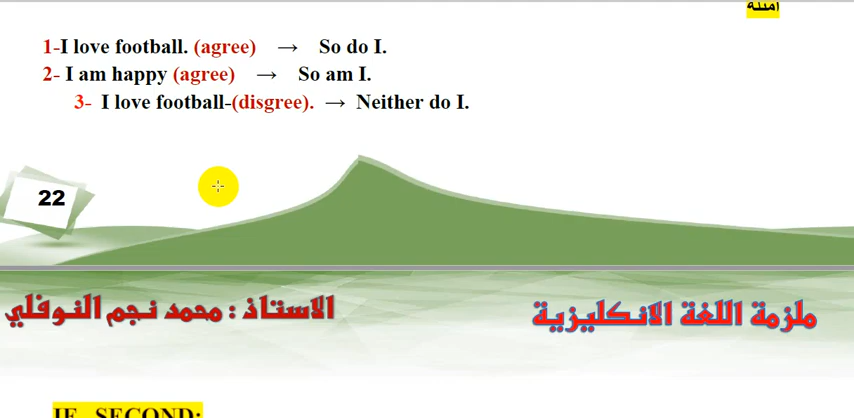 أمثلة
1-I love football. (agree) → So do I.
2- I am happy (agree) → So am I.
3- I love football-(disgree). → Neither do I.
22
ملزمة اللغة الانكليزية
الاستاذ : محمد نجم النوفلي
IF SECOND: